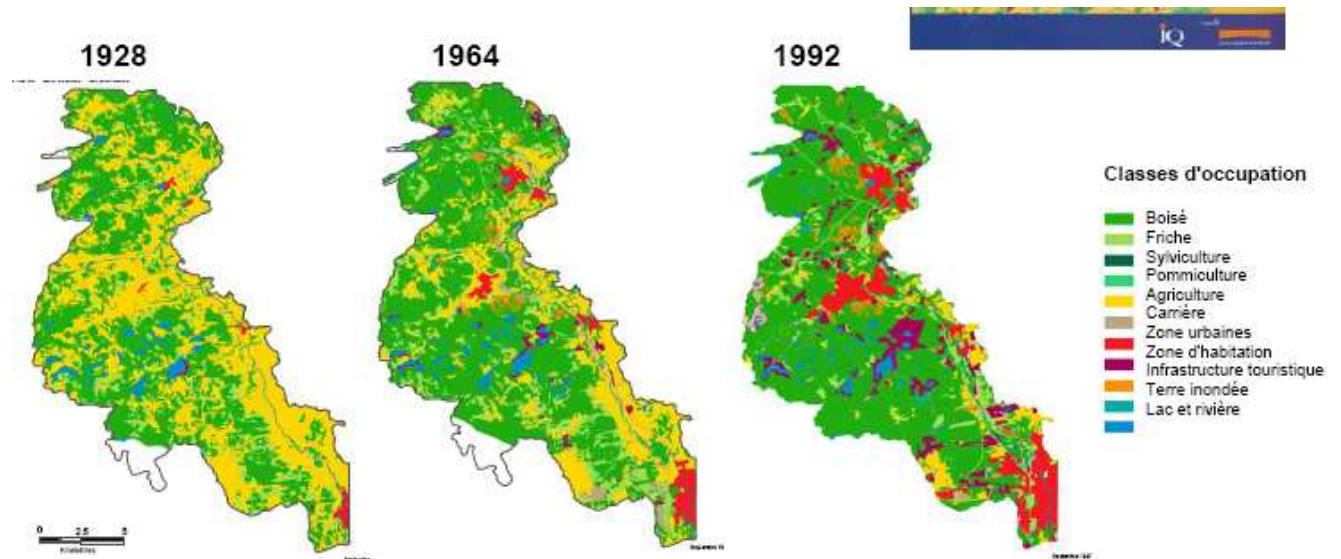 iQ
1928
1964
1992
Classes d'occupation
Boisé
Friche
Sylviculture
Pommiculture
Agriculture
Carrière
Zone urbaines
Zone d'habitation
Infrastructure touristique
Terre inondée
Lac et rivière
0 2.5 5